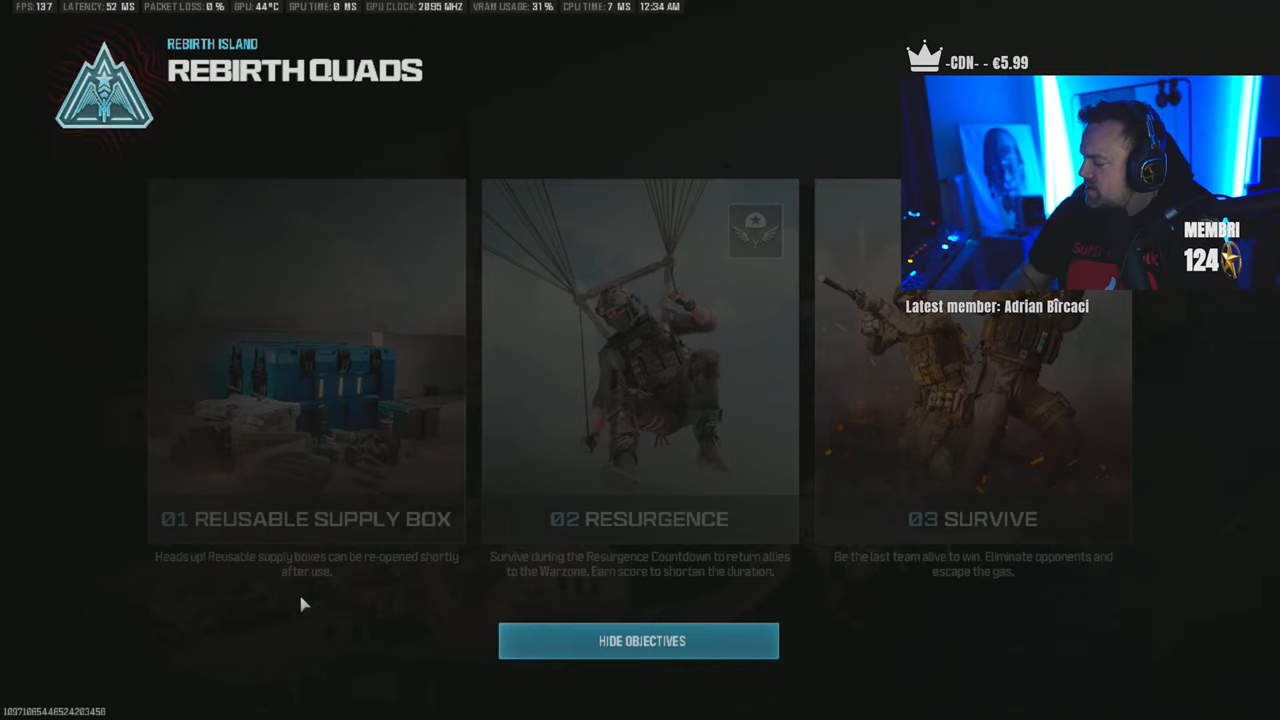 FPS: 137 LATENCY: 52 MS PACKET LOSS: 0 % GPU: 44°C GPU TIME: 0 MS GPU CLOCK: 2095 MHZ VRAM USAGE: 31 % CPU TIME: 7 MS 12:34 AM
REBIRTH ISLAND
REBIRTH QUADS
-CDN- - €5.99
MEMBRI
124
Latest member: Adrian Bîrcaci
01 REUSABLE SUPPLY BOX
Heads up! Reusable supply boxes can be re-opened shortly
after use.
02 RESURGENCE
Survive during the Resurgence Countdown to return allies
to the Warzone. Earn score to shorten the duration.
03 SURVIVE
Be the last team alive to win. Eliminate opponents and
escape the gas.
HIDE OBJECTIVES